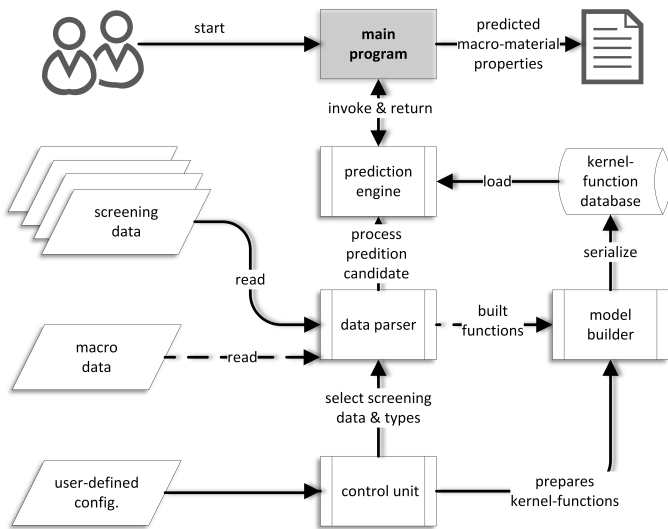 start
main
program
predicted
macro-material
properties
invoke & return
screening
data
prediction
engine
load
kernel-
function
database
process
predition
candidate
serialize
read
data parser
built
functions
model
builder
macro
data
read
select screening
data & types
user-defined
config.
control unit
prepares
kernel-functions